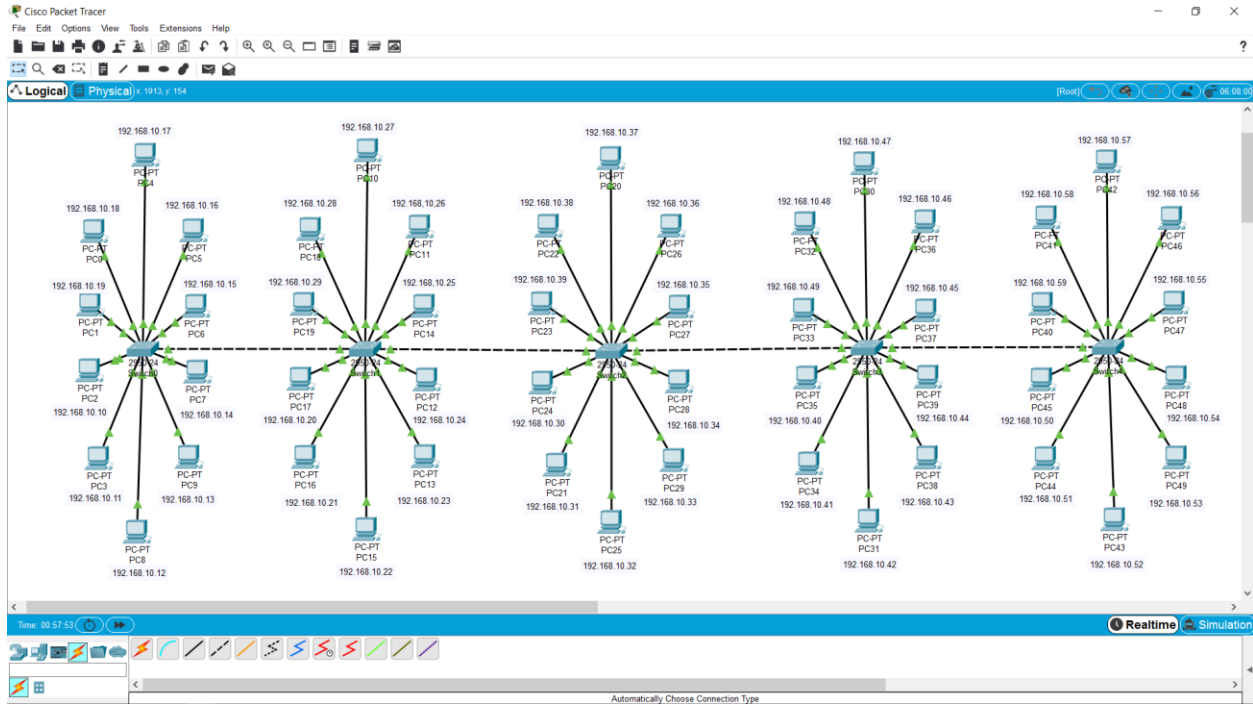 Cisco Packet Tracer
File Edit Options View Tools Extensions Help
?
Logical Physical x: 1913, y: 154 [Root] 06:08:00
192.168.10.17
PC-PT
PC4
192.168.10.18
PC-PT
PC0
192.168.10.16
PC-PT
PC5
192.168.10.19
PC-PT
PC1
192.168.10.15
PC-PT
PC6
2950-24
Switch0
PC-PT
PC2
192.168.10.10
PC-PT
PC7
192.168.10.14
PC-PT
PC3
192.168.10.11
PC-PT
PC9
192.168.10.13
PC-PT
PC8
192.168.10.12
192.168.10.27
PC-PT
PC10
192.168.10.28
PC-PT
PC18
192.168.10,26
PC-PT
PC11
192.168.10.29
PC-PT
PC19
192.168.10.25
PC-PT
PC14
2950-24
Switch1
PC-PT
PC17
192.168.10.20
PC-PT
PC12
192.168.10.24
PC-PT
PC16
192.168.10.21
PC-PT
PC13
192.168.10.23
PC-PT
PC15
192.168.10.22
192.168.10.37
PC-PT
PC20
192.168.10.38
PC-PT
PC22
192.168.10.36
PC-PT
PC26
192.168.10.39
PC-PT
PC23
192.168.10.35
PC-PT
PC27
2950-24
Switch2
PC-PT
PC24
192.168.10.30
PC-PT
PC28
192.168.10.34
PC-PT
PC21
192.168.10.31
PC-PT
PC29
192.168.10.33
PC-PT
PC25
192.168.10.32
192.168.10.47
PC-PT
PC30
192.168.10.48
PC-PT
PC32
192.168.10.46
PC-PT
PC36
192.168.10.49
PC-PT
PC33
192.168.10.45
PC-PT
PC37
2950-24
Switch3
PC-PT
PC35
192.168.10.40
PC-PT
PC39
192.168.10.44
PC-PT
PC34
192.168.10.41
PC-PT
PC38
192.168.10.43
PC-PT
PC31
192.168.10.42
192.168.10.57
PC-PT
PC42
192.168.10.58
PC-PT
PC41
192.168.10.56
PC-PT
PC46
192.168.10.59
PC-PT
PC40
192.168.10.55
PC-PT
PC47
2950-24
Switch4
PC-PT
PC45
192.168.10.50
PC-PT
PC48
192.168.10.54
PC-PT
PC44
192.168.10.51
PC-PT
PC49
192.168.10.53
PC-PT
PC43
192.168.10.52
Time: 00:57:53 Realtime Simulation
Automatically Choose Connection Type